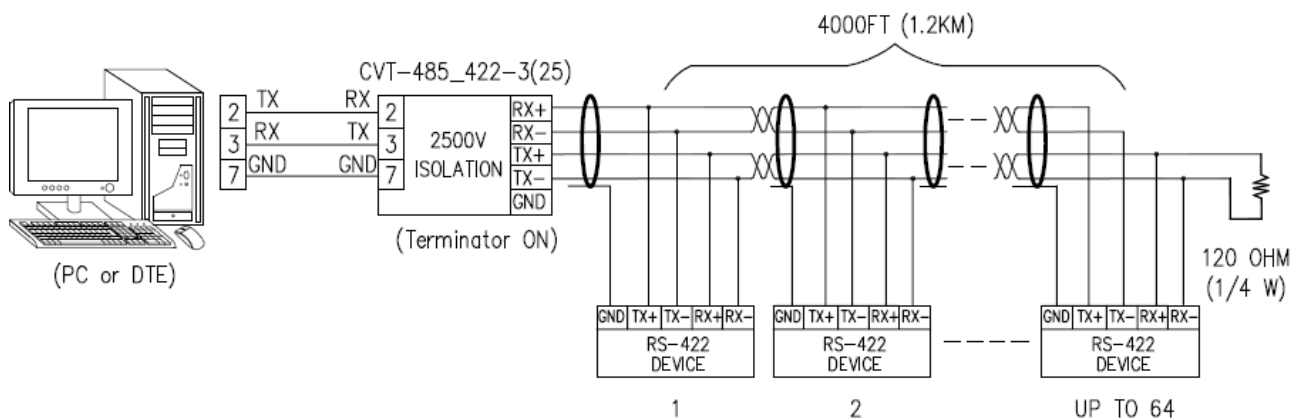 4000FT (1.2KM)
CVT-485_422-3(25)
2 TX RX 2
3 RX TX 3
7 GND GND 7
2500V
ISOLATION
RX+
RX-
TX+
TX-
GND
(Terminator ON)
(PC or DTE)
120 OHM
(1/4 W)
GND TX+ TX- RX+ RX-
RS-422
DEVICE
1
GND TX+ TX- RX+ RX-
RS-422
DEVICE
2
GND TX+ TX- RX+ RX-
RS-422
DEVICE
UP TO 64